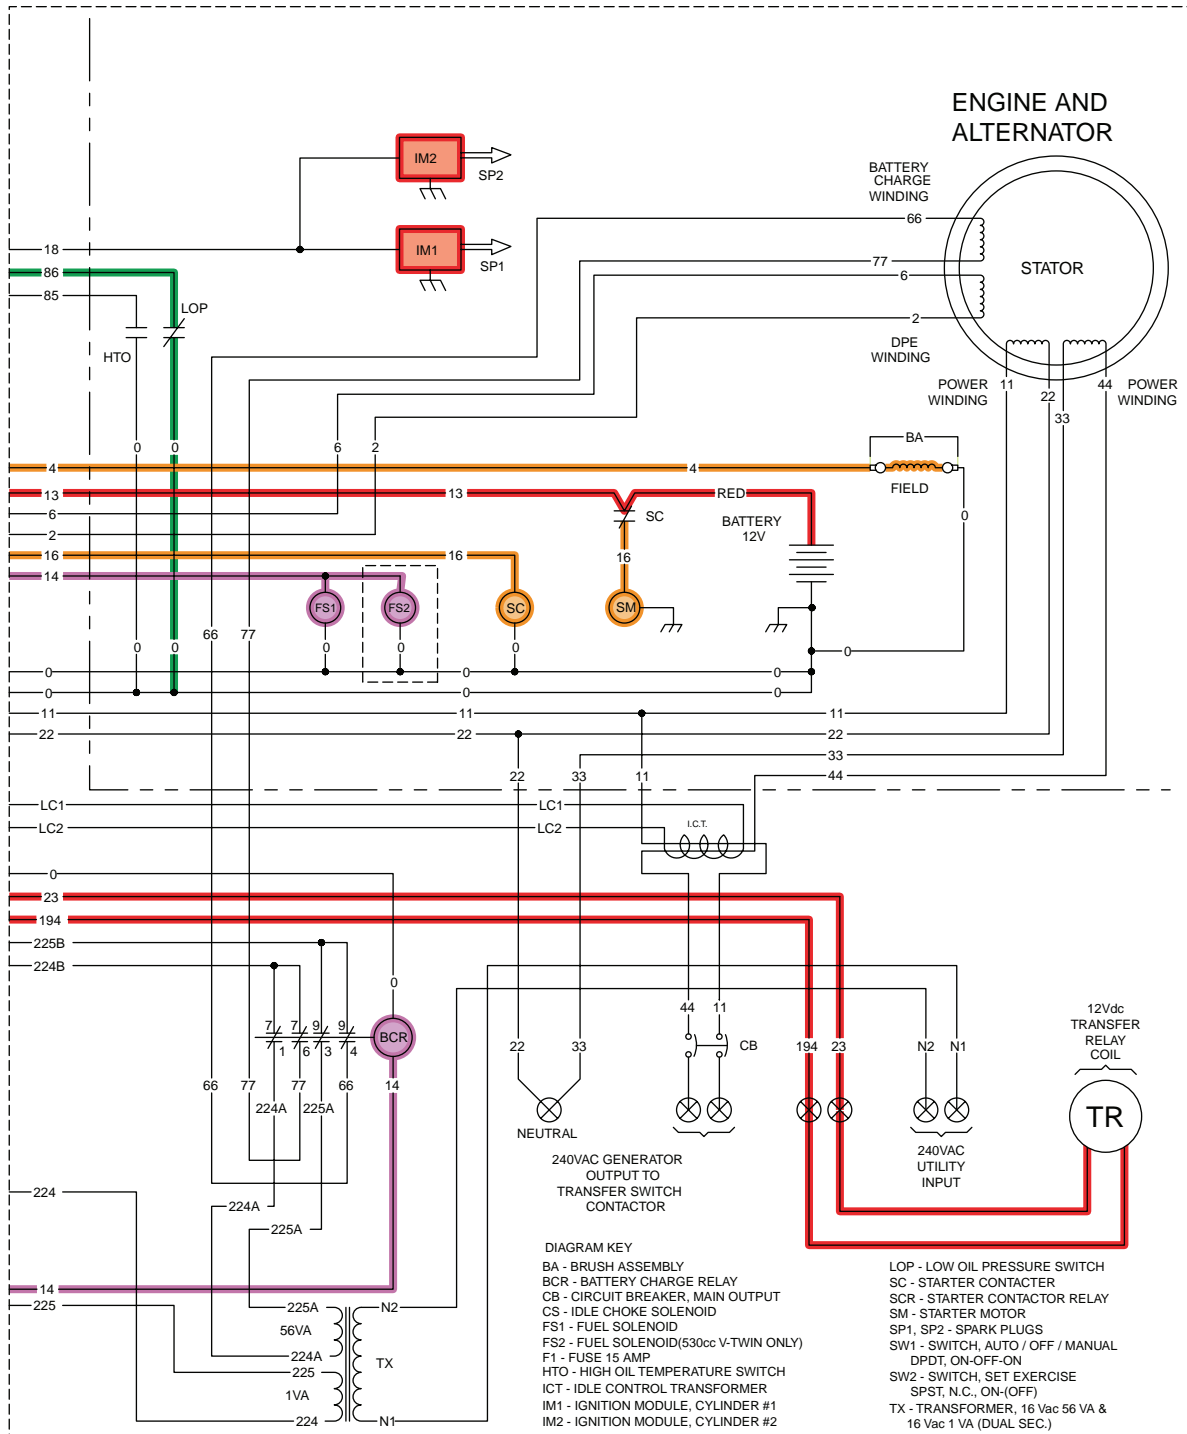 ENGINE AND
ALTERNATOR
IM2
SP2
BATTERY
CHARGE
WINDING
66
18
IM1
SP1
77
STATOR
86
6
85
LOP
2
HTO
DPE
WINDING
POWER
WINDING
11
22
33
44
POWER
WINDING
0
0
6
2
BA
4
4
FIELD
13
13
RED
6
SC
BATTERY
12V
0
2
16
16
16
14
FS1
FS2
SC
SM
66
77
0
0
0
0
0
0
0
0
0
0
0
0
11
11
11
22
22
22
33
22
33
11
44
LC1
LC1
LC2
LC2
I.C.T.
0
23
194
225B
224B
0
44
11
12Vdc
TRANSFER
RELAY
COIL
7
7
9
9
1
6
3
4
BCR
22
33
CB
194
23
N2
N1
66
77
77
66
14
224A
225A
TR
NEUTRAL
240VAC GENERATOR
OUTPUT TO
TRANSFER SWITCH
CONTACTOR
240VAC
UTILITY
INPUT
224
224A
225A
14
225
225A
N2
56VA
224A
TX
225
1VA
224
N1
DIAGRAM KEY
BA - BRUSH ASSEMBLY
BCR - BATTERY CHARGE RELAY
CB - CIRCUIT BREAKER, MAIN OUTPUT
CS - IDLE CHOKE SOLENOID
FS1 - FUEL SOLENOID
FS2 - FUEL SOLENOID(530cc V-TWIN ONLY)
F1 - FUSE 15 AMP
HTO - HIGH OIL TEMPERATURE SWITCH
ICT - IDLE CONTROL TRANSFORMER
IM1 - IGNITION MODULE, CYLINDER #1
IM2 - IGNITION MODULE, CYLINDER #2
LOP - LOW OIL PRESSURE SWITCH
SC - STARTER CONTACTER
SCR - STARTER CONTACTOR RELAY
SM - STARTER MOTOR
SP1, SP2 - SPARK PLUGS
SW1 - SWITCH, AUTO / OFF / MANUAL
DPDT, ON-OFF-ON
SW2 - SWITCH, SET EXERCISE
SPST, N.C., ON-(OFF)
TX - TRANSFORMER, 16 Vac 56 VA &
16 Vac 1 VA (DUAL SEC.)